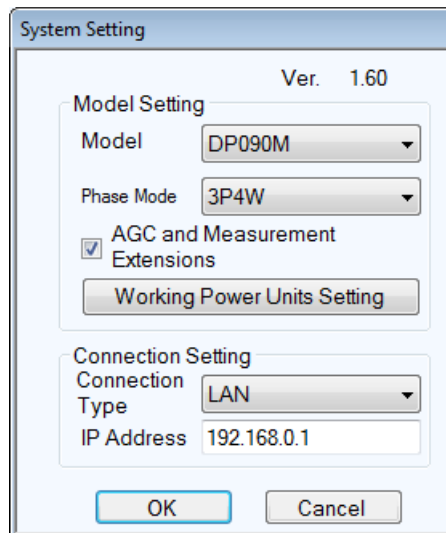 System Setting
Ver. 1.60
Model Setting
Model DP090M
Phase Mode 3P4W
AGC and Measurement
Extensions
Working Power Units Setting
Connection Setting
Connection
Type LAN
IP Address 192.168.0.1
OK Cancel